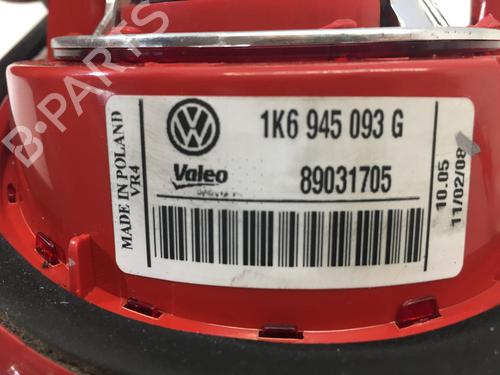 B-PARTS
MADE IN POLAND
VR4
1K6 945 093 G
Valeo
89031705
10.05
11/02/08